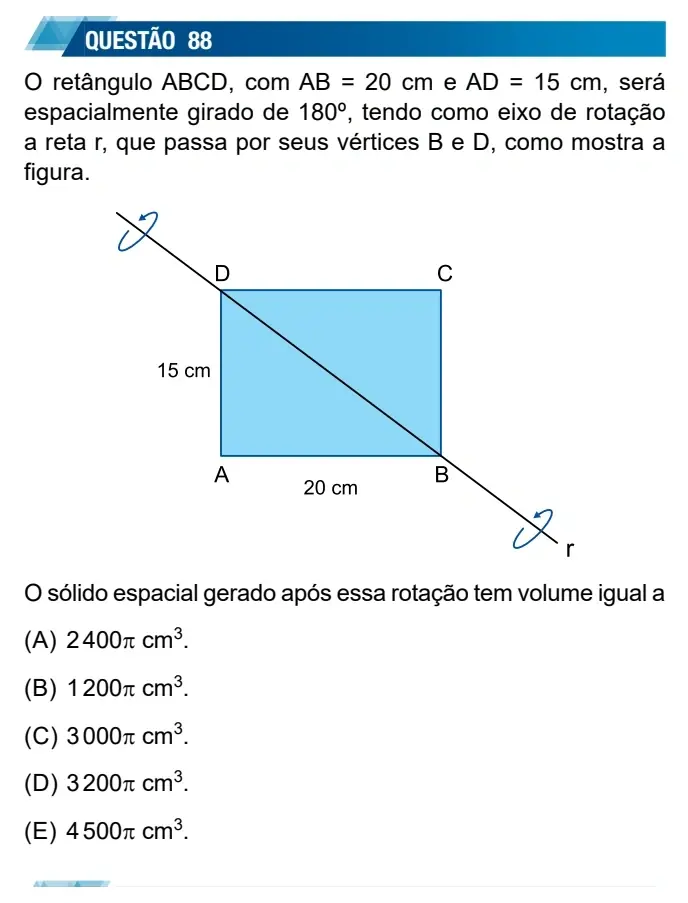 QUESTÃO 88
O retângulo ABCD, com AB = 20 cm e AD = 15 cm, será
espacialmente girado de 180º, tendo como eixo de rotação
a reta r, que passa por seus vértices B e D, como mostra a
figura.
D
C
15 cm
A
B
20 cm
r
O sólido espacial gerado após essa rotação tem volume igual a
(A) 2 400π cm³.
(B) 1 200π cm³.
(C) 3 000π cm³.
(D) 3 200π cm³.
(E) 4 500π cm³.